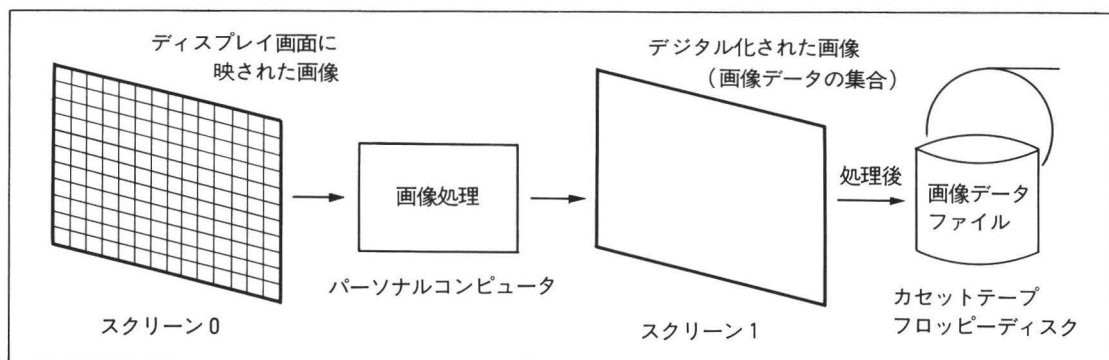 ディスプレイ画面に
映された画像
スクリーン0
画像処理
パーソナルコンピュータ
デジタル化された画像
(画像データの集合)
スクリーン1
処理後
画像データ
ファイル
カセットテープ
フロッピーディスク